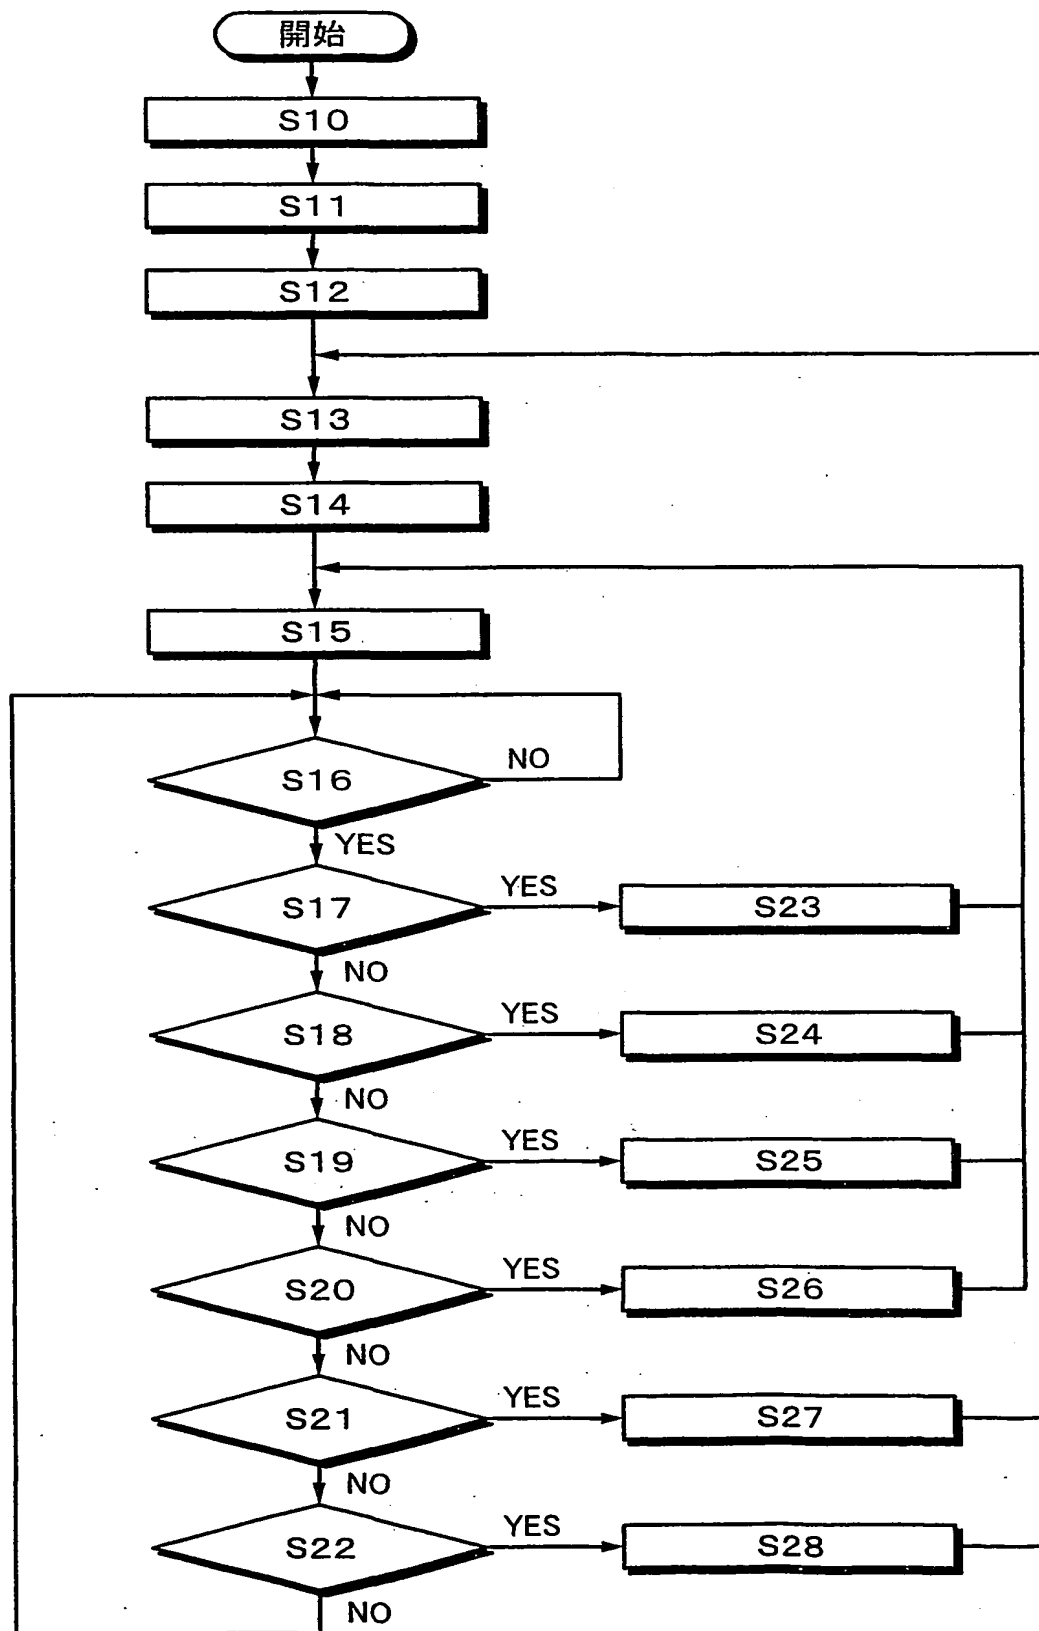 開始
S10
S11
S12
S13
S14
S15
S16
NO
YES
S17
YES
S23
NO
S18
YES
S24
NO
S19
YES
S25
NO
S20
YES
S26
NO
S21
YES
S27
NO
S22
YES
S28
NO